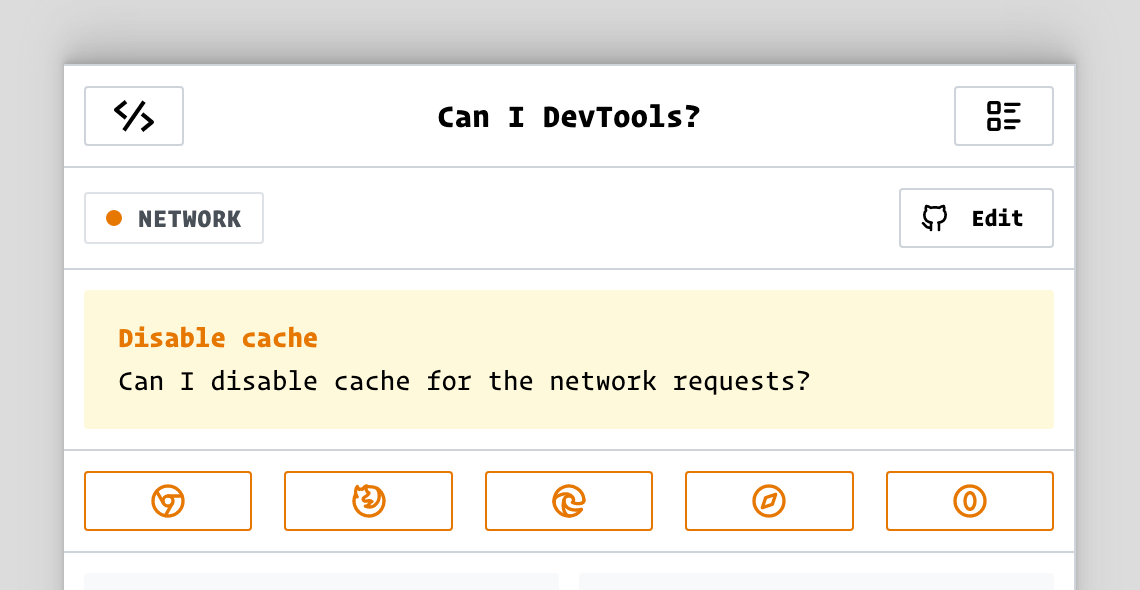 Can I DevTools?
NETWORK
Edit
Disable cache
Can I disable cache for the network requests?